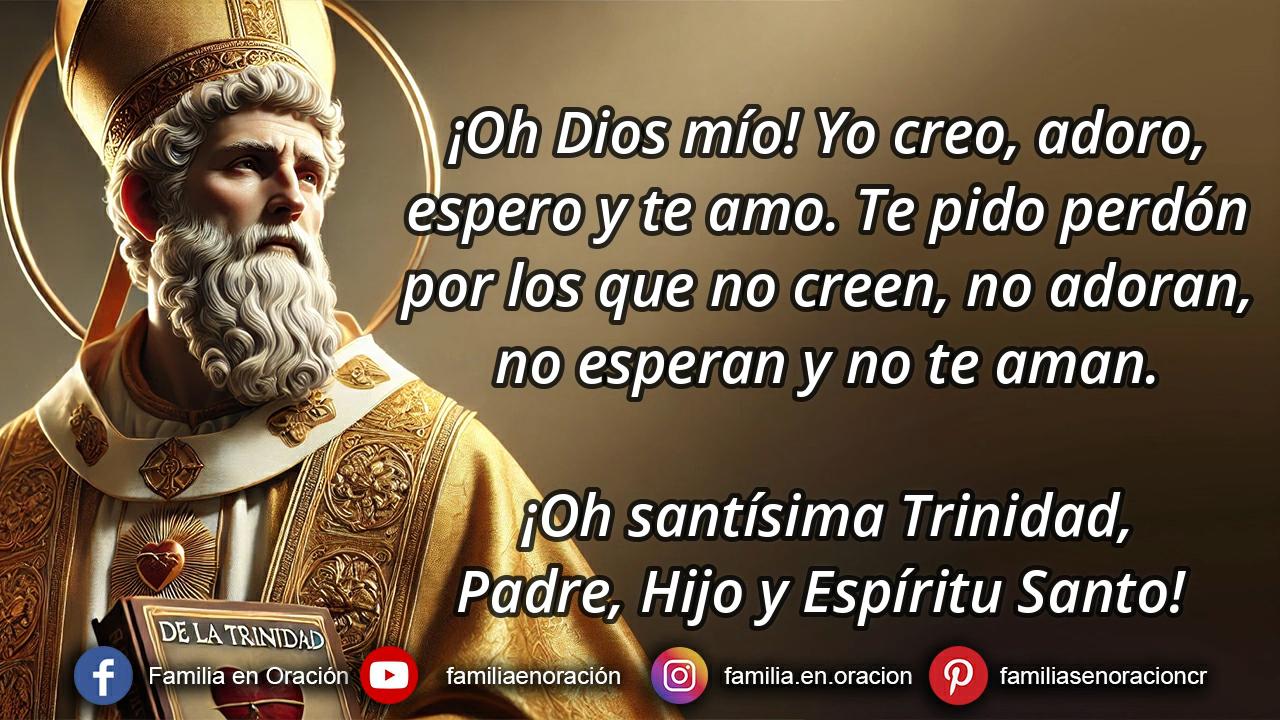 ¡Oh Dios mío! Yo creo, adoro,
espero y te amo. Te pido perdón
por los que no creen, no adoran,
no esperan y no te aman.
¡Oh santísima Trinidad,
Padre, Hijo y Espíritu Santo!
DE LA TRINIDAD
Familia en Oración
familiaenoración
familia.en.oracion
familiasenoracioncr